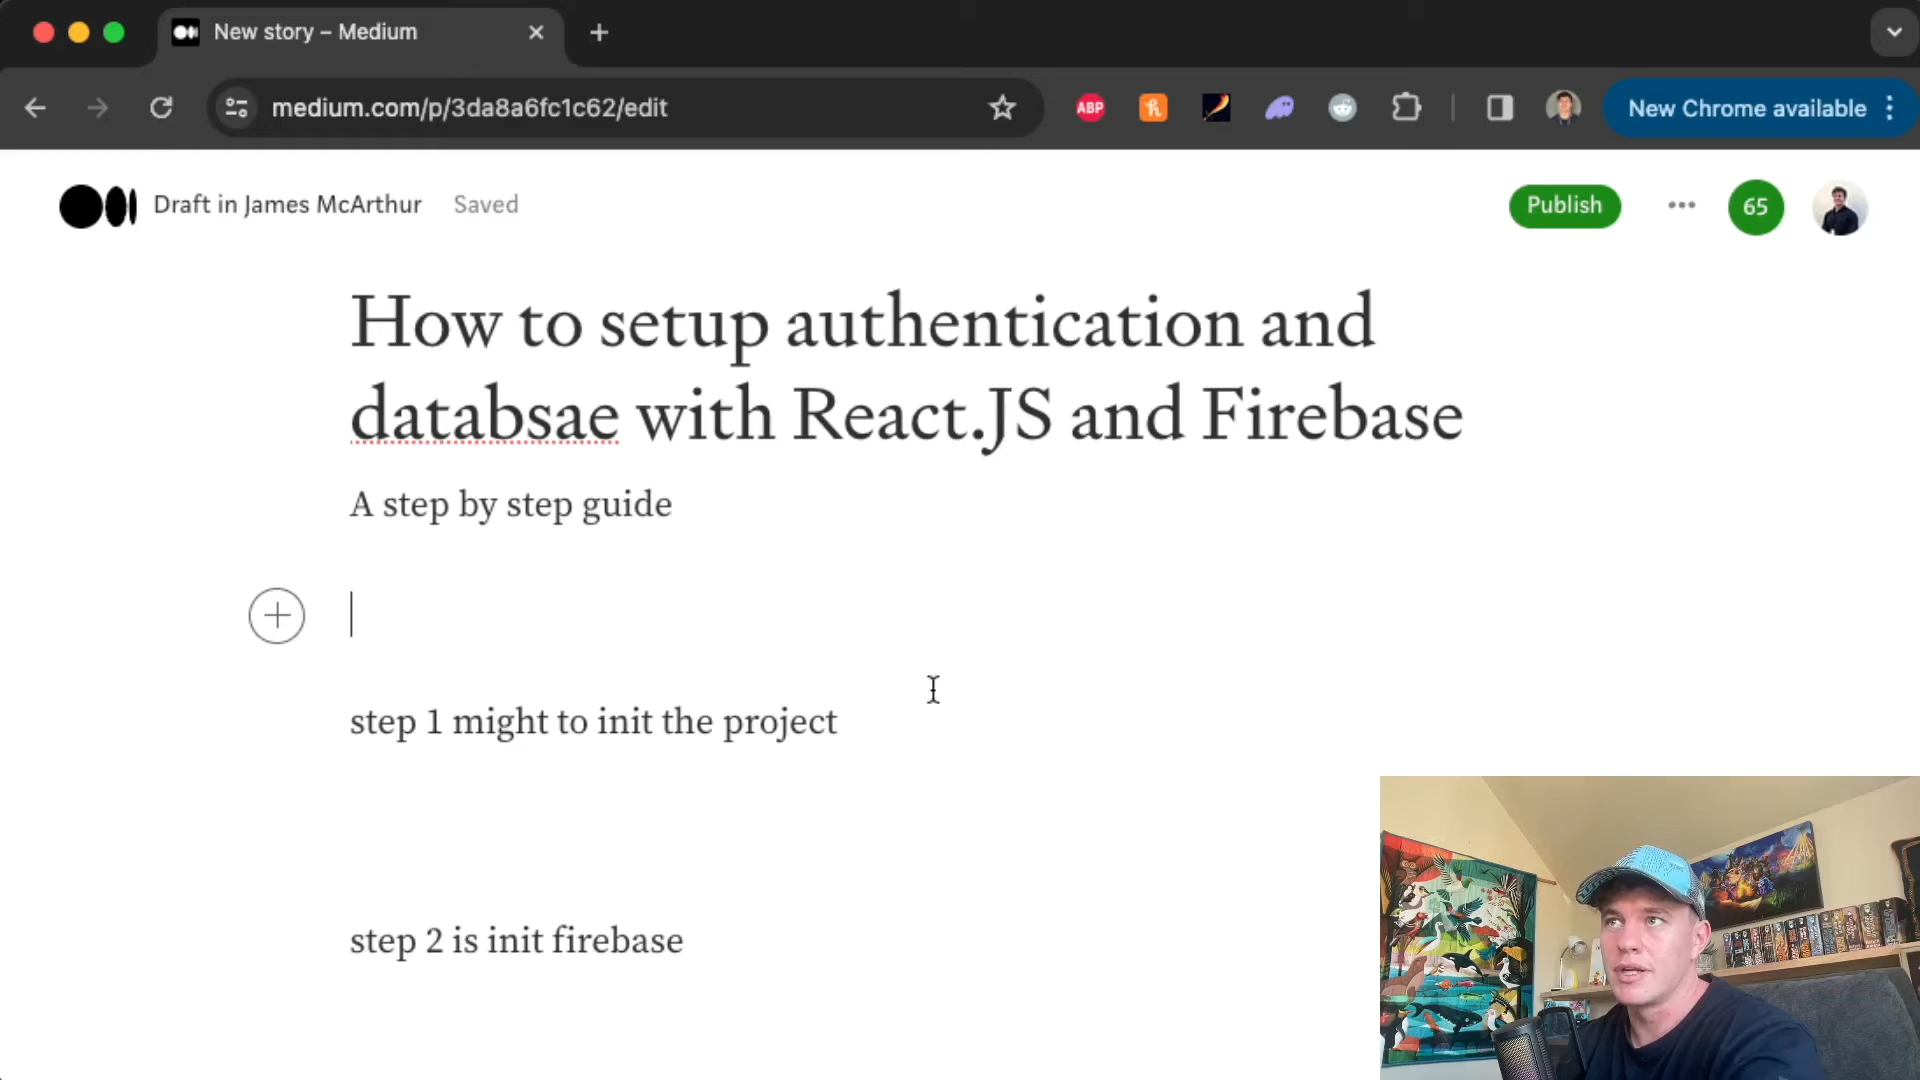 New story – Medium
medium.com/p/3da8a6fc1c62/edit
ABP
New Chrome available
Draft in James McArthur Saved
Publish
65
How to setup authentication and
databsae with React.JS and Firebase
A step by step guide
step 1 might to init the project
step 2 is init firebase